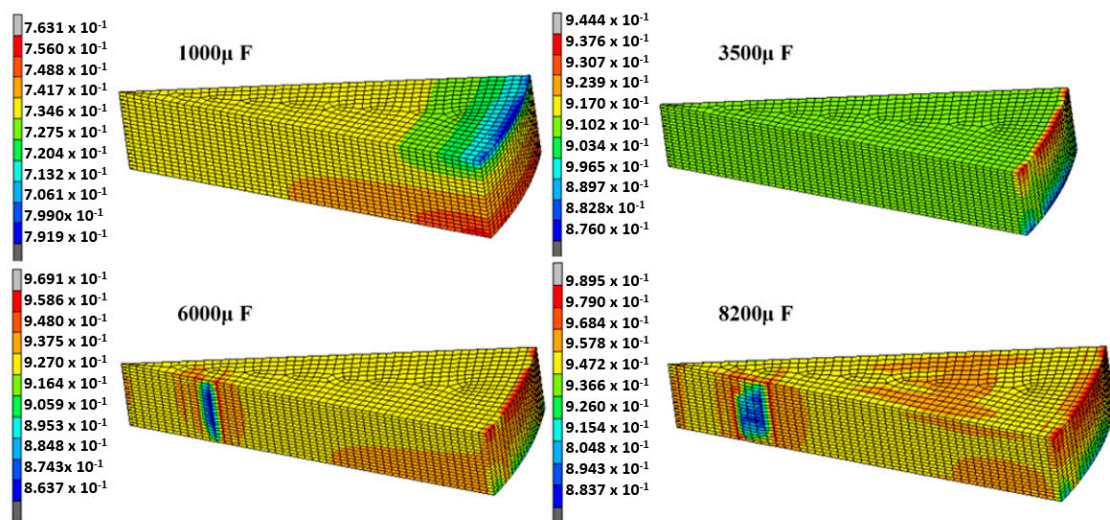 7.631 x 10-1
7.560 x 10-1
7.488 x 10-1
7.417 x 10-1
7.346 x 10-1
7.275 x 10-1
7.204 x 10-1
7.132 x 10-1
7.061 x 10-1
7.990x 10-1
7.919 x 10-1
1000μ F
9.444 x 10-1
9.376 x 10-1
9.307 x 10-1
9.239 x 10-1
9.170 x 10-1
9.102 x 10-1
9.034 x 10-1
9.965 x 10-1
8.897 x 10-1
8.828x 10-1
8.760 x 10-1
3500μ F
9.691 x 10-1
9.586 x 10-1
9.480 x 10-1
9.375 x 10-1
9.270 x 10-1
9.164 x 10-1
9.059 x 10-1
8.953 x 10-1
8.848 x 10-1
8.743x 10-1
8.637 x 10-1
6000μ F
9.895 x 10-1
9.790 x 10-1
9.684 x 10-1
9.578 x 10-1
9.472 x 10-1
9.366 x 10-1
9.260 x 10-1
9.154 x 10-1
8.048 x 10-1
8.943 x 10-1
8.837 x 10-1
8200μ F